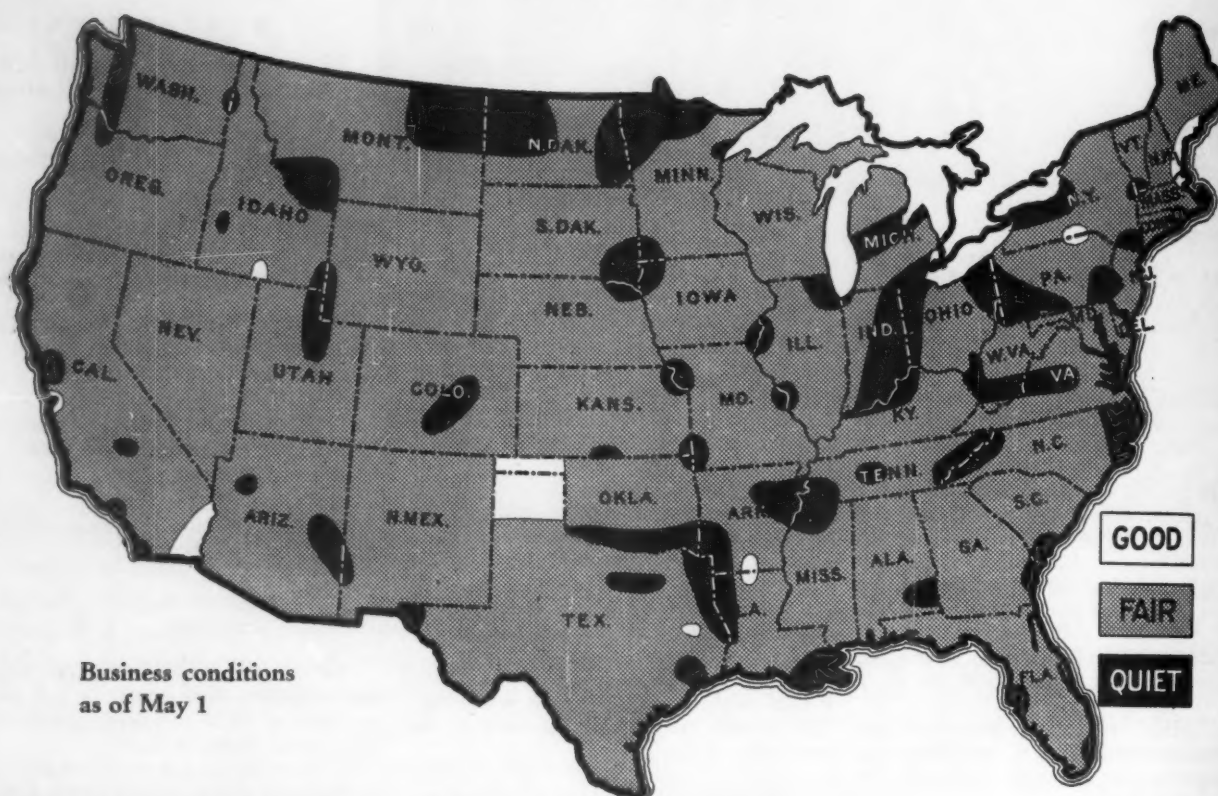 WASH.
MONT.
N.DAK.
MINN.
ME.
VT.
N.H.
OREG.
IDAHO
S.DAK.
WIS.
MICH.
N.Y.
MASS.
WYO.
IOWA
PA.
N.J.
NEV.
NEB.
ILL.
IND.
OHIO
MD.
DEL.
CAL.
UTAH
COLO.
KANS.
MO.
W.VA.
VA.
KY.
ARIZ.
N.MEX.
OKLA.
ARK.
TENN.
N.C.
S.C.
TEX.
LA.
MISS.
ALA.
GA.
FLA.
GOOD
FAIR
QUIET
Business conditions
as of May 1